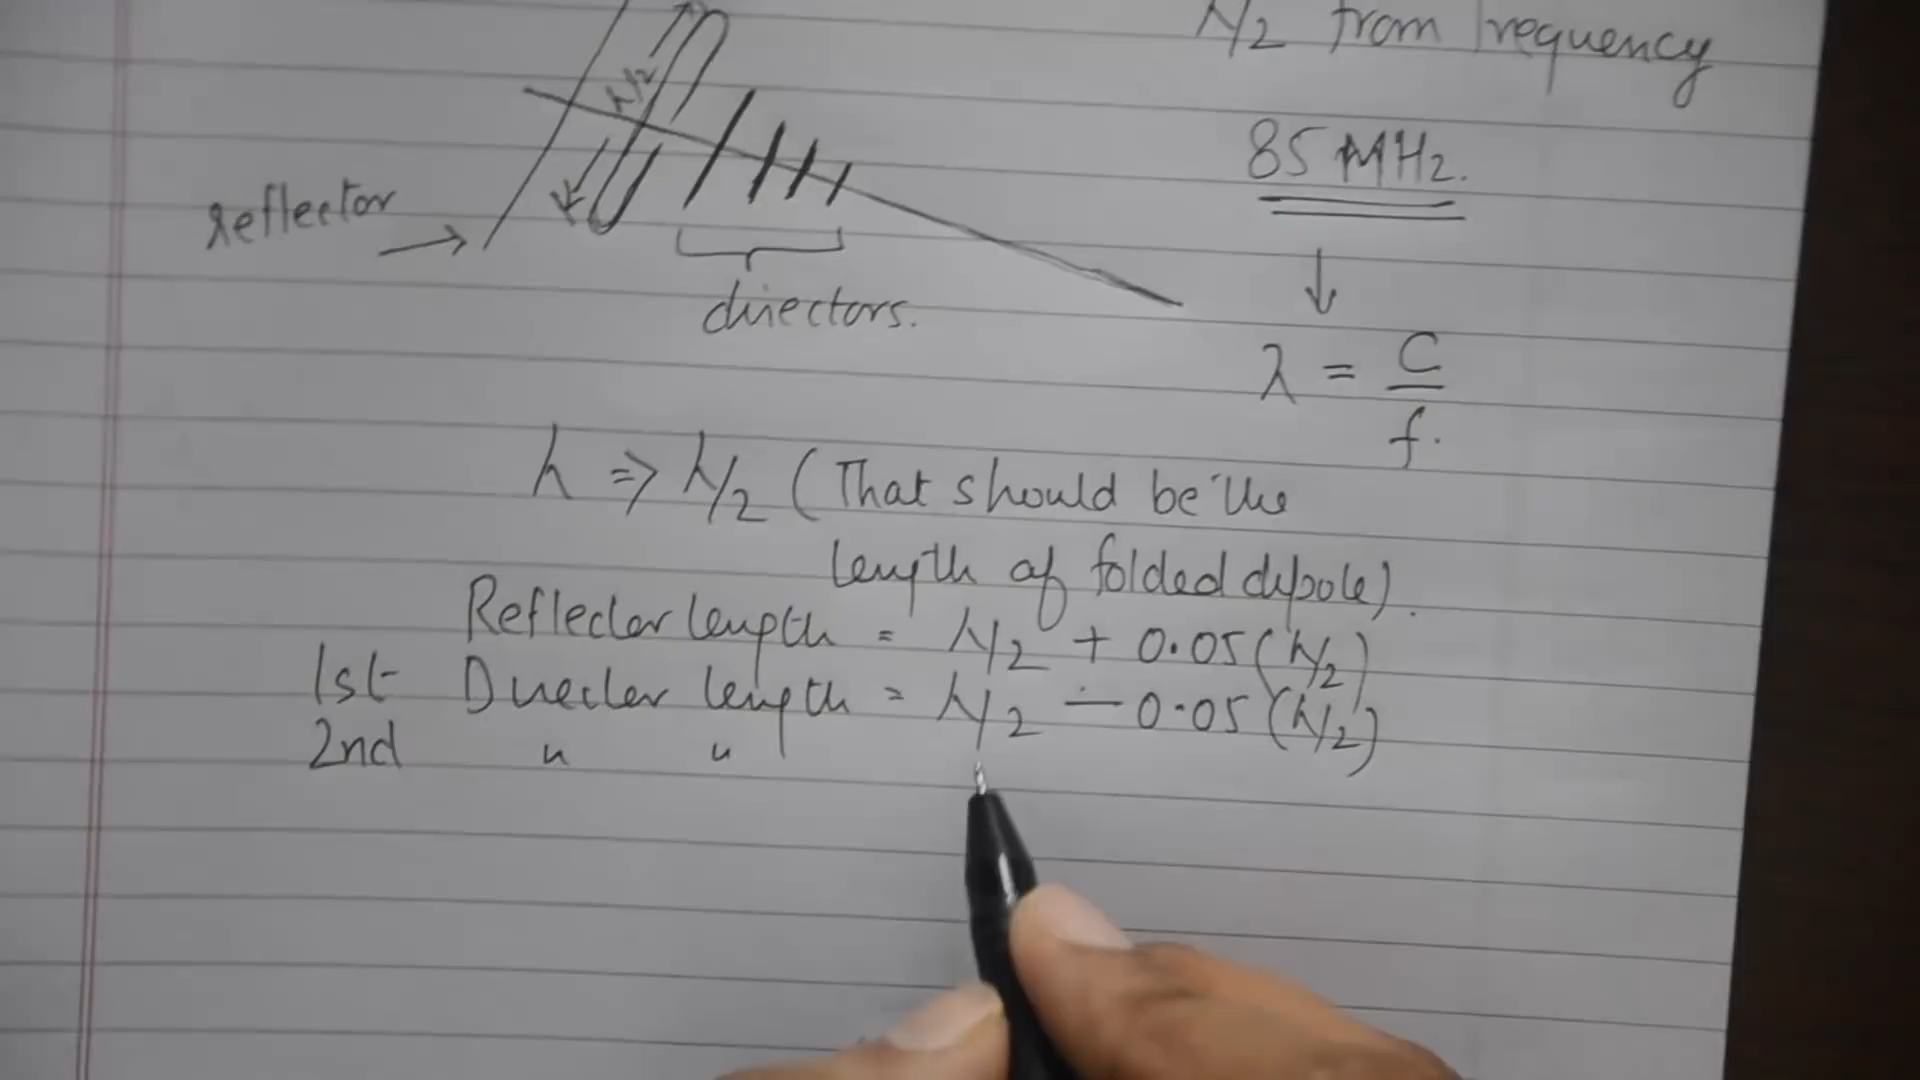 λ/2 from frequency
λ/2
85 MHz.
reflector
directors.
λ = C/f.
λ => λ/2 (That should be the
length of folded dipole).
Reflector length = λ/2 + 0.05(λ/2)
1st Director length = λ/2 - 0.05(λ/2)
2nd " "